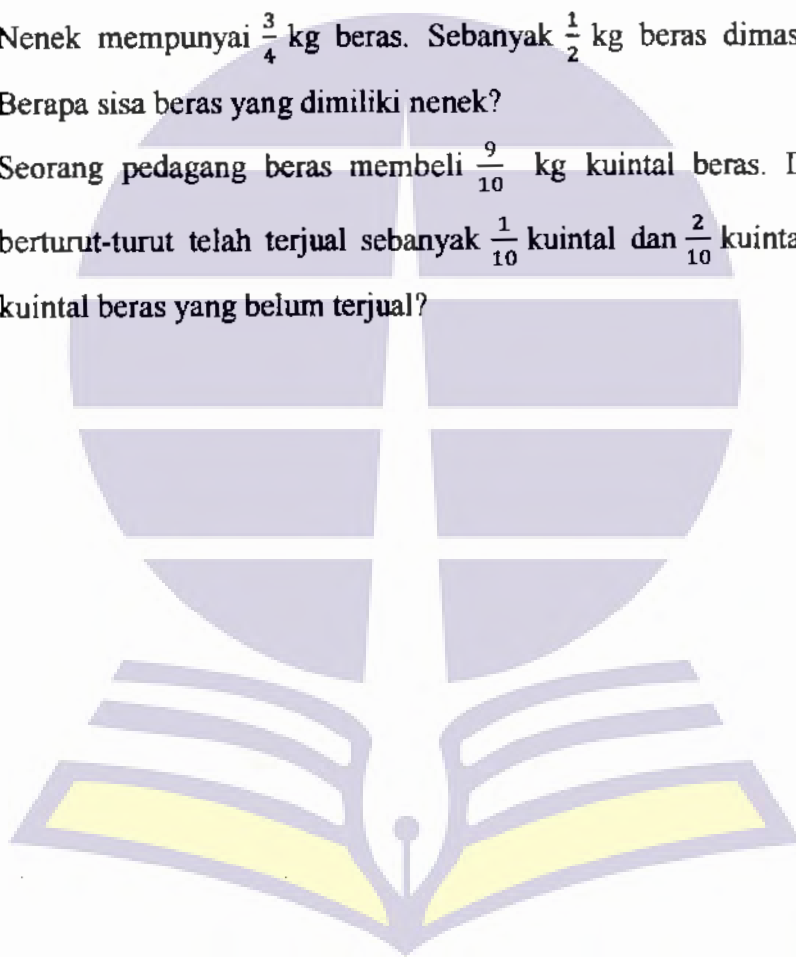 Nenek mempunyai 3/4 kg beras. Sebanyak 1/2 kg beras
Berapa sisa beras yang dimiliki nenek?
Seorang pedagang beras membeli 9/10 kg kuintal beras.
berturut-turut telah terjual sebanyak 1/10 kuintal dan 2/10
kuintal beras yang belum terjual?